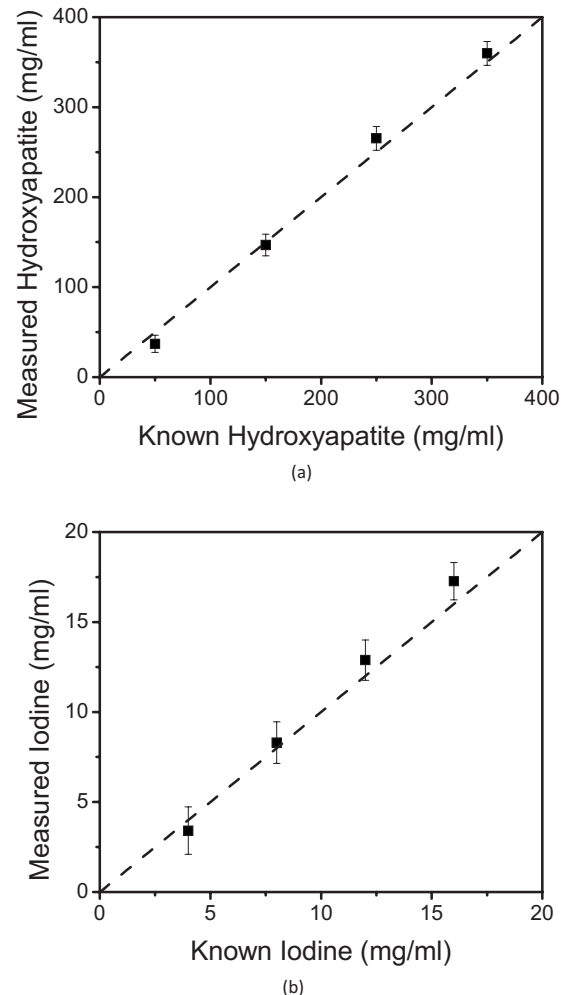 400
300
200
100
0
Measured Hydroxyapatite (mg/ml)
0 100 200 300 400
Known Hydroxyapatite (mg/ml)
(a)
20
15
10
5
0
Measured Iodine (mg/ml)
0 5 10 15 20
Known Iodine (mg/ml)
(b)